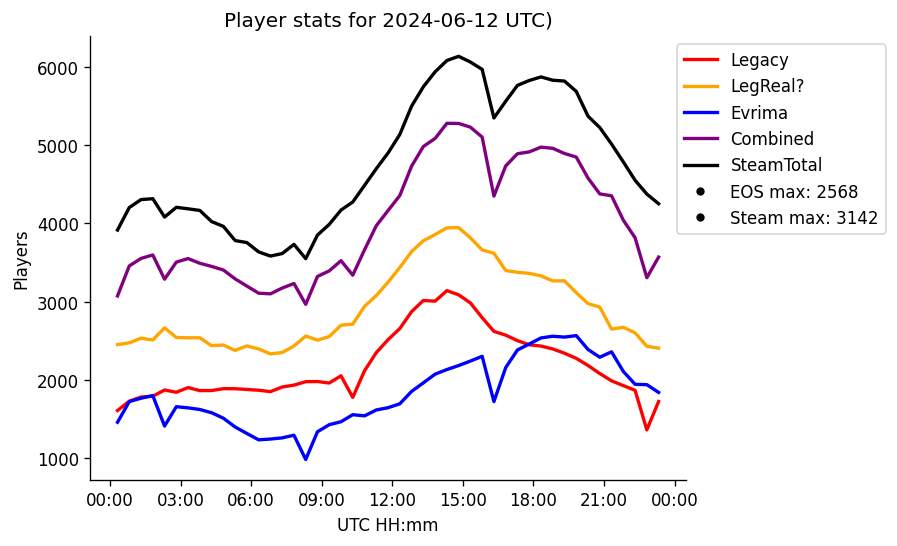 Player stats for 2024-06-12 UTC)
Legacy
LegReal?
Evrima
Combined
SteamTotal
EOS max: 2568
Steam max: 3142
Players
6000
5000
4000
3000
2000
1000
00:00 03:00 06:00 09:00 12:00 15:00 18:00 21:00 00:00
UTC HH:mm